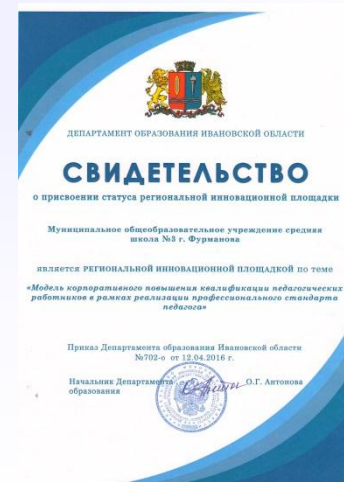 ДЕПАРТАМЕНТ ОБРАЗОВАНИЯ ИВАНОВСКОЙ ОБЛАСТИ
СВИДЕТЕЛЬСТВО
о присвоении статуса региональной инновационной площадки
Муниципальное общеобразовательное учреждение средняя
школа №3 г. Фурманова
является РЕГИОНАЛЬНОЙ ИННОВАЦИОННОЙ ПЛОЩАДКОЙ по теме
«Модель корпоративного повышения квалификации педагогических
работников в рамках реализации профессионального стандарта
педагога»
Приказ Департамента образования Ивановской области
№702-о от 12.04.2016 г.
Начальник Департамента О.Г. Антонова
образования